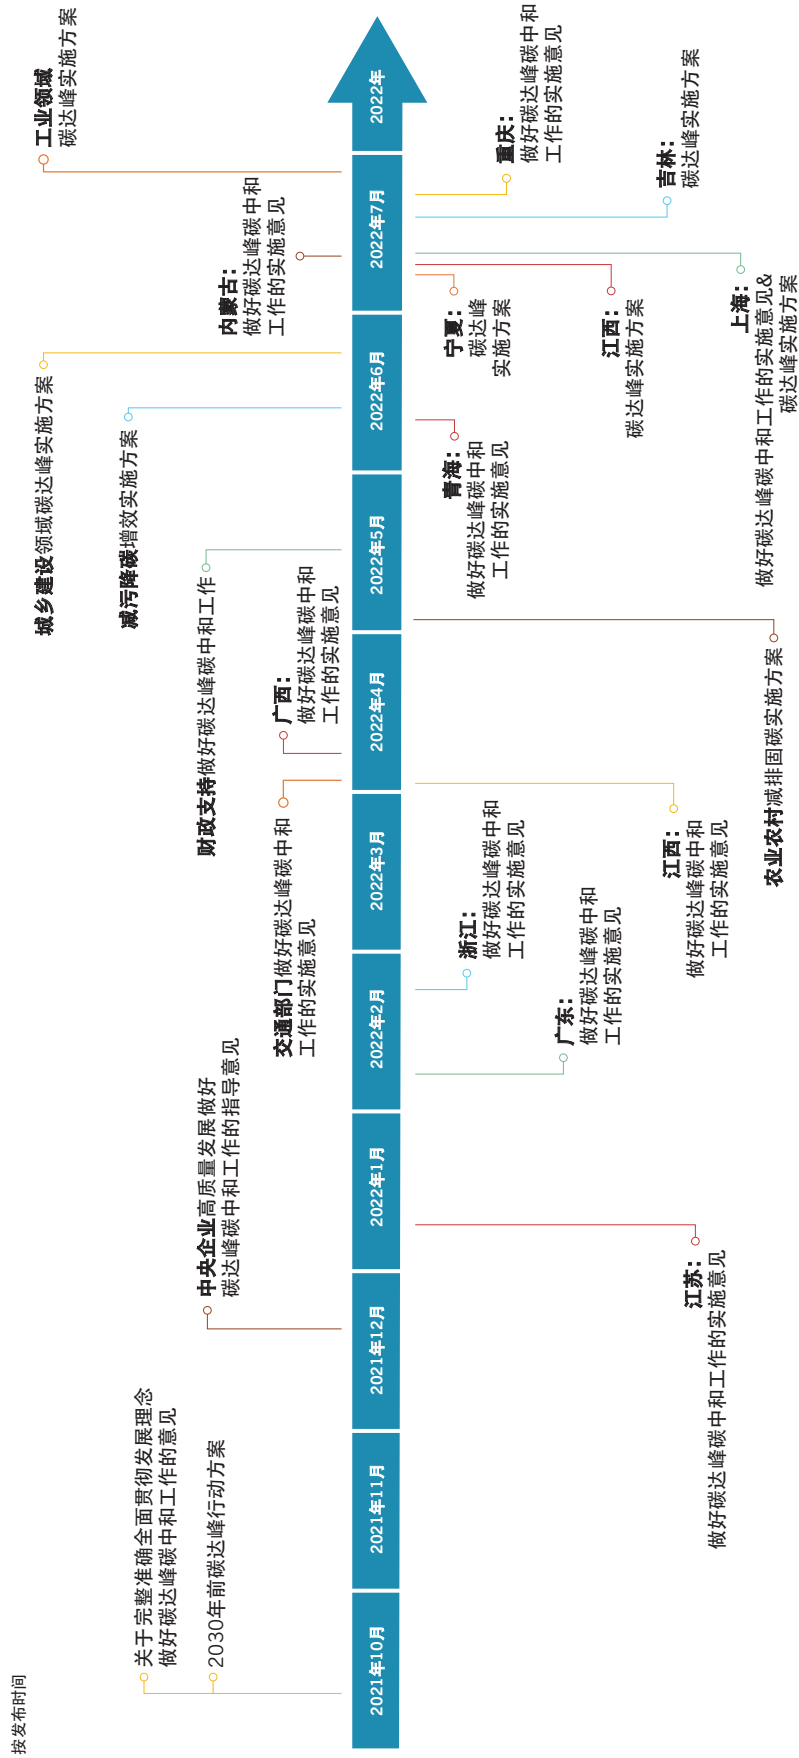 按发布时间
关于完整准确全面贯彻发展理念
做好碳达峰碳中和工作的意见
2030年前碳达峰行动方案
中央企业高质量发展做好
碳达峰碳中和工作的指导意见
交通部门做好碳达峰碳中和
工作的实施意见
财政支持做好碳达峰碳中和工作
广西:
做好碳达峰碳中和
工作的实施意见
城乡建设领域碳达峰实施方案
减污降碳增效实施方案
内蒙古:
做好碳达峰碳中和
工作的实施意见
工业领域
碳达峰实施方案
2021年10月
2021年11月
2021年12月
2022年1月
2022年2月
2022年3月
2022年4月
2022年5月
2022年6月
2022年7月
2022年
江苏:
做好碳达峰碳中和工作的实施意见
广东:
做好碳达峰碳中和
工作的实施意见
浙江:
做好碳达峰碳中和
工作的实施意见
江西:
做好碳达峰碳中和
工作的实施意见
农业农村减排固碳实施方案
青海:
做好碳达峰碳中和
工作的实施意见
宁夏:
碳达峰
实施方案
江西:
碳达峰实施方案
上海:
做好碳达峰碳中和工作的实施意见&
碳达峰实施方案
吉林:
碳达峰实施方案
重庆:
做好碳达峰碳中和
工作的实施意见